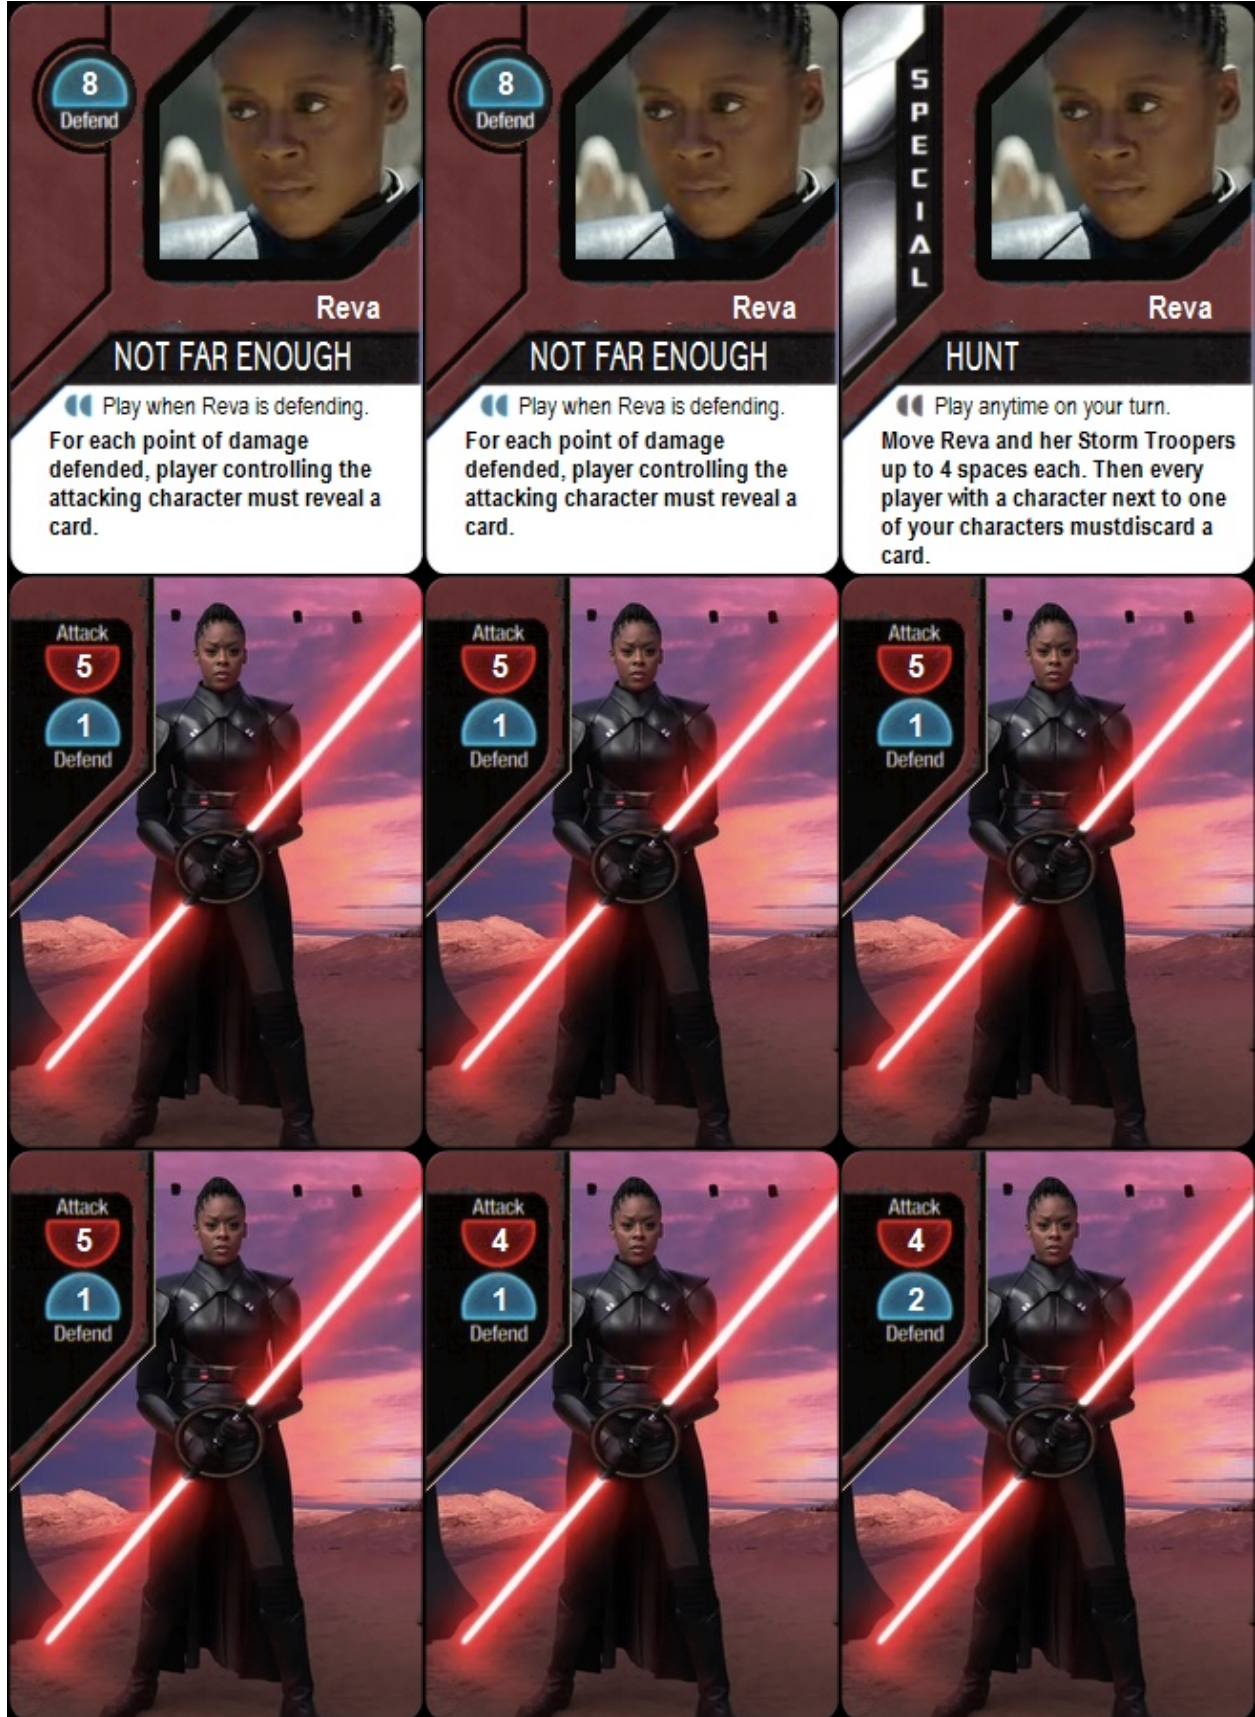 8
Defend
Reva
NOT FAR ENOUGH
Play when Reva is defending.
For each point of damage
defended, player controlling the
attacking character must reveal a
card.
8
Defend
Reva
NOT FAR ENOUGH
Play when Reva is defending.
For each point of damage
defended, player controlling the
attacking character must reveal a
card.
SPECIAL
Reva
HUNT
Play anytime on your turn.
Move Reva and her Storm Troopers
up to 4 spaces each. Then every
player with a character next to one
of your characters mustdiscard a
card.
Attack
5
1
Defend
Attack
5
1
Defend
Attack
5
1
Defend
Attack
5
1
Defend
Attack
4
1
Defend
Attack
4
2
Defend